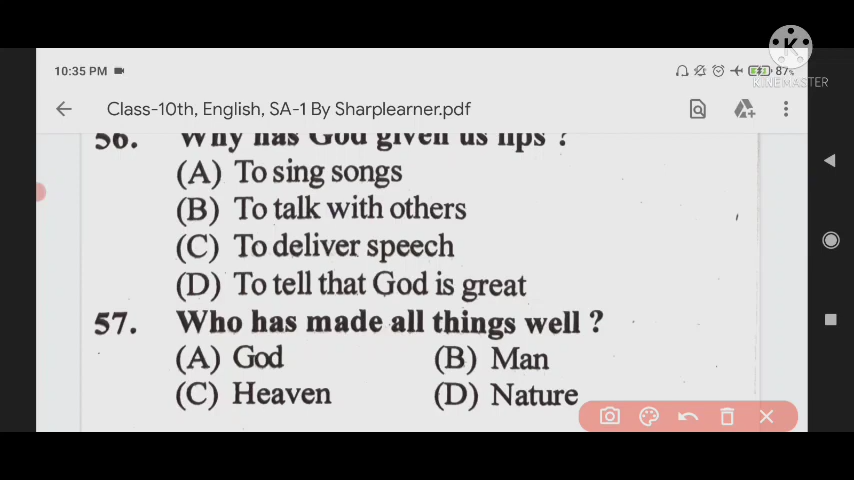 10:35 PM
87%
KINEMASTER
Class-10th, English, SA-1 By Sharplearner.pdf
56. Why has God given us lips ?
(A) To sing songs
(B) To talk with others
(C) To deliver speech
(D) To tell that God is great
57. Who has made all things well ?
(A) God (B) Man
(C) Heaven (D) Nature